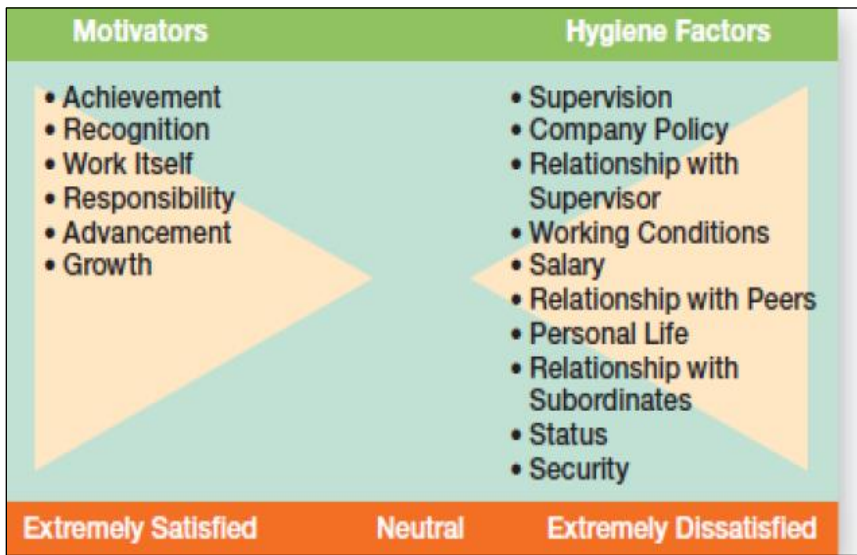 Motivators
Hygiene Factors
• Achievement
• Recognition
• Work Itself
• Responsibility
• Advancement
• Growth
• Supervision
• Company Policy
• Relationship with
Supervisor
• Working Conditions
• Salary
• Relationship with Peers
• Personal Life
• Relationship with
Subordinates
• Status
• Security
Extremely Satisfied
Neutral
Extremely Dissatisfied